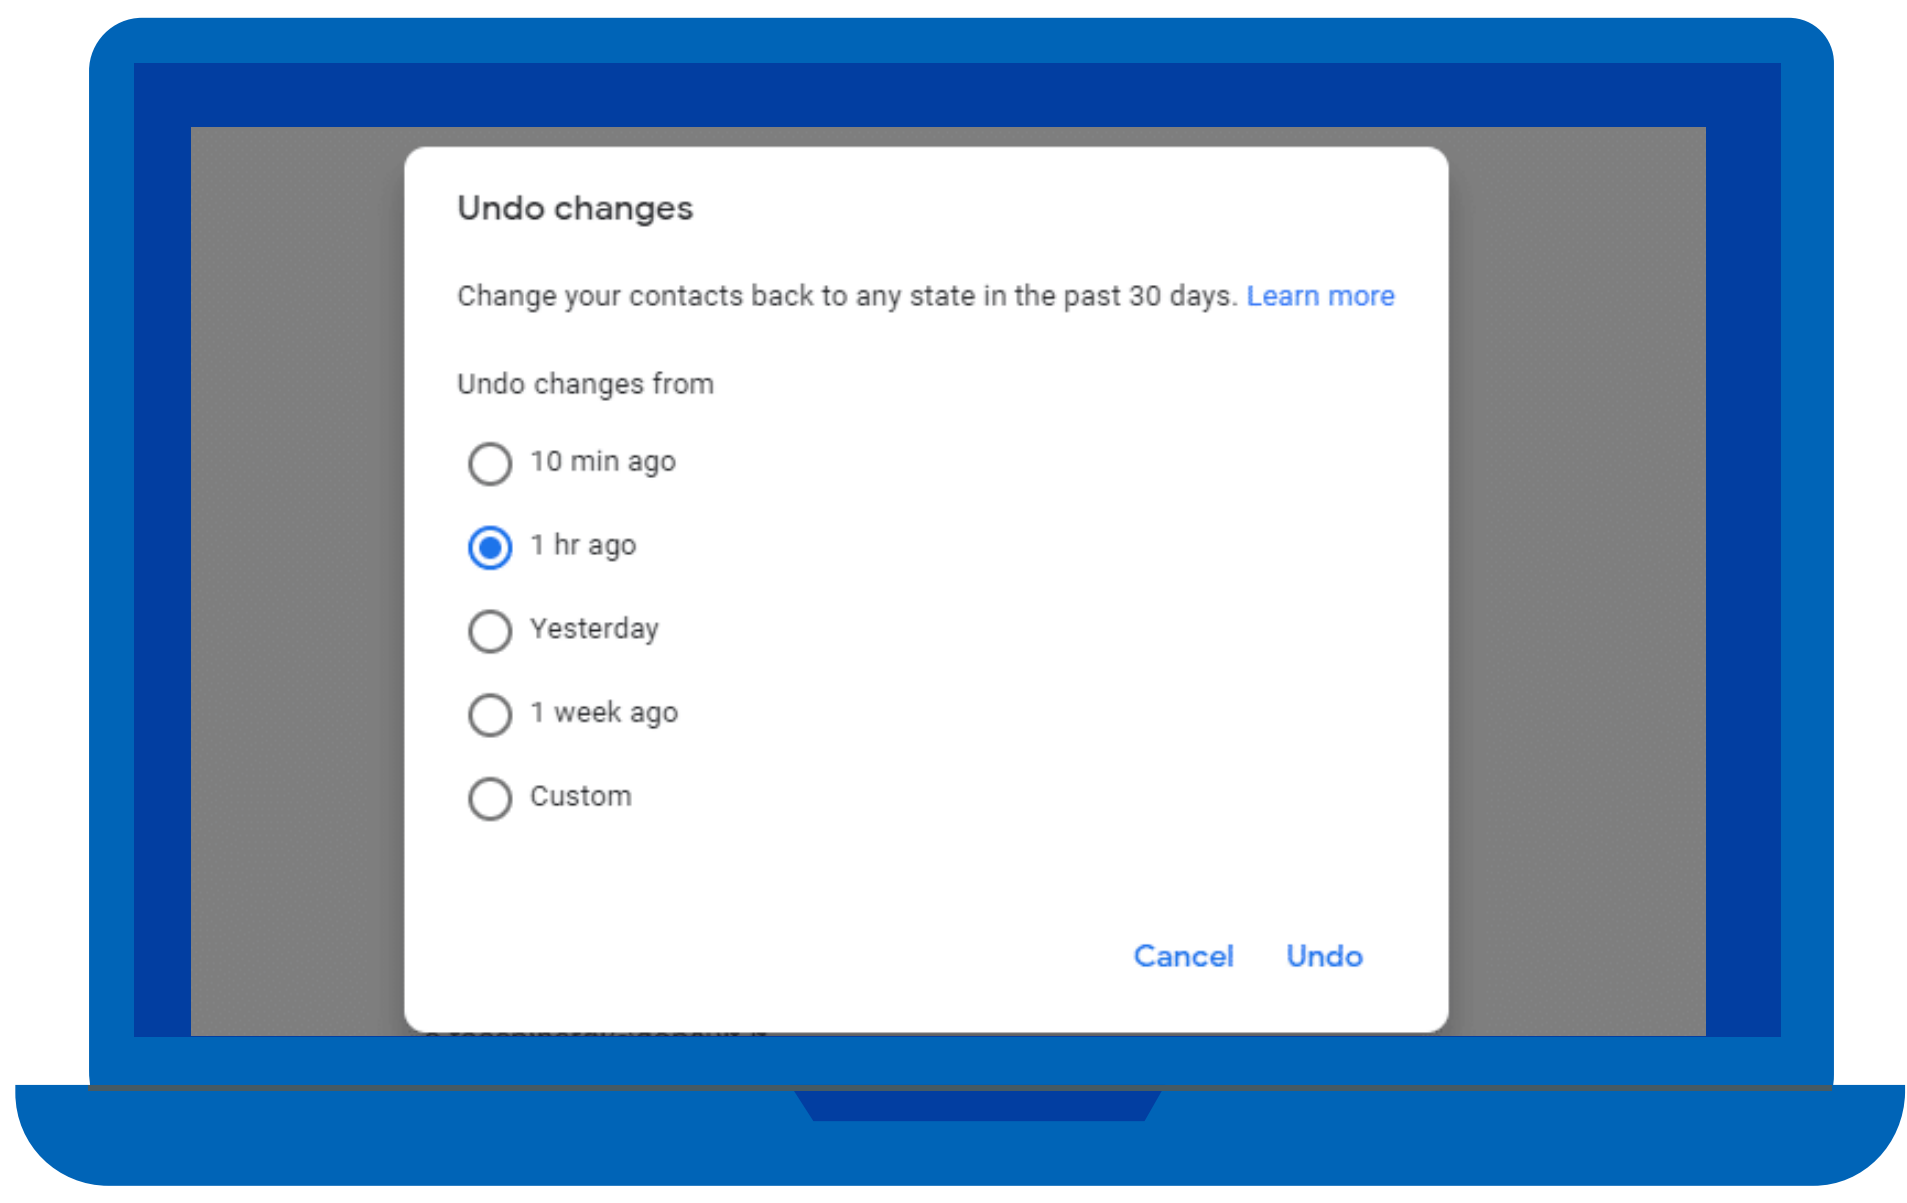 Undo changes
Change your contacts back to any state in the past 30 days. Learn more
Undo changes from
10 min ago
1 hr ago
Yesterday
1 week ago
Custom
Cancel Undo